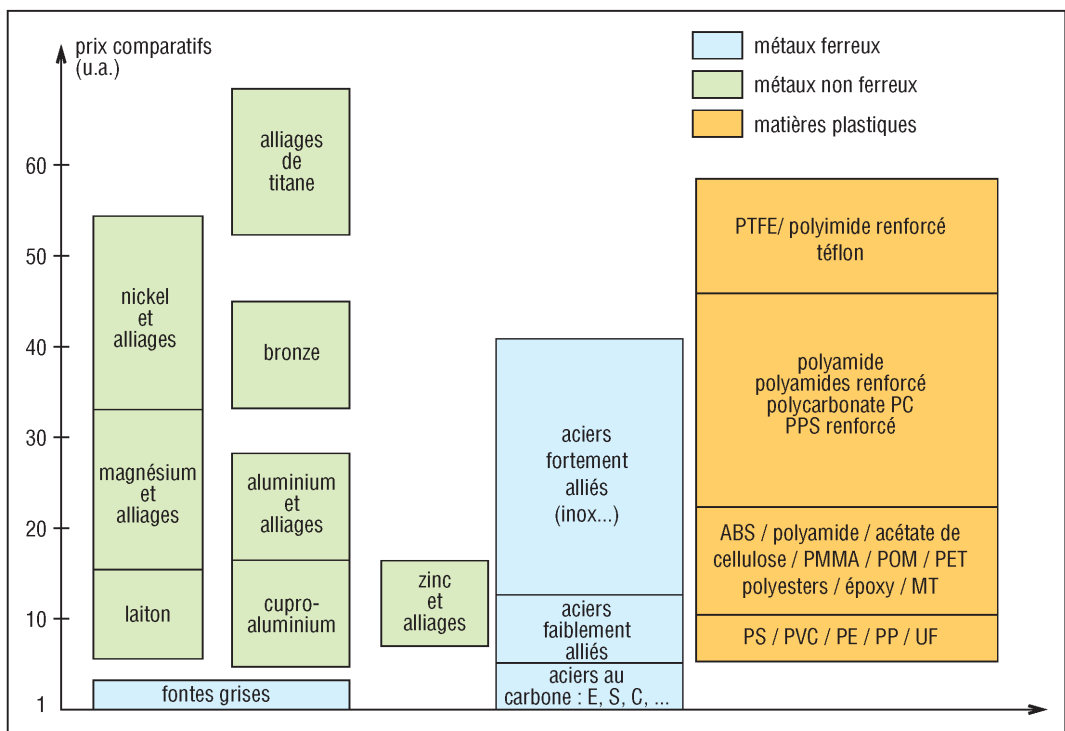 prix comparatifs
(u.a.)
métaux ferreux
métaux non ferreux
matières plastiques
60
50
40
30
20
10
1
nickel
et
alliages
magnésium
et
alliages
laiton
alliages
de
titane
bronze
aluminium
et
alliages
cupro-
aluminium
fontes grises
zinc
et
alliages
aciers
fortement
alliés
(inox...)
aciers
faiblement
alliés
aciers au
carbone : E, S, C, ...
PTFE/ polyimide renforcé
téflon
polyamide
polyamides renforcé
polycarbonate PC
PPS renforcé
ABS / polyamide / acétate de
cellulose / PMMA / POM / PET
polyesters / époxy / MT
PS / PVC / PE / PP / UF